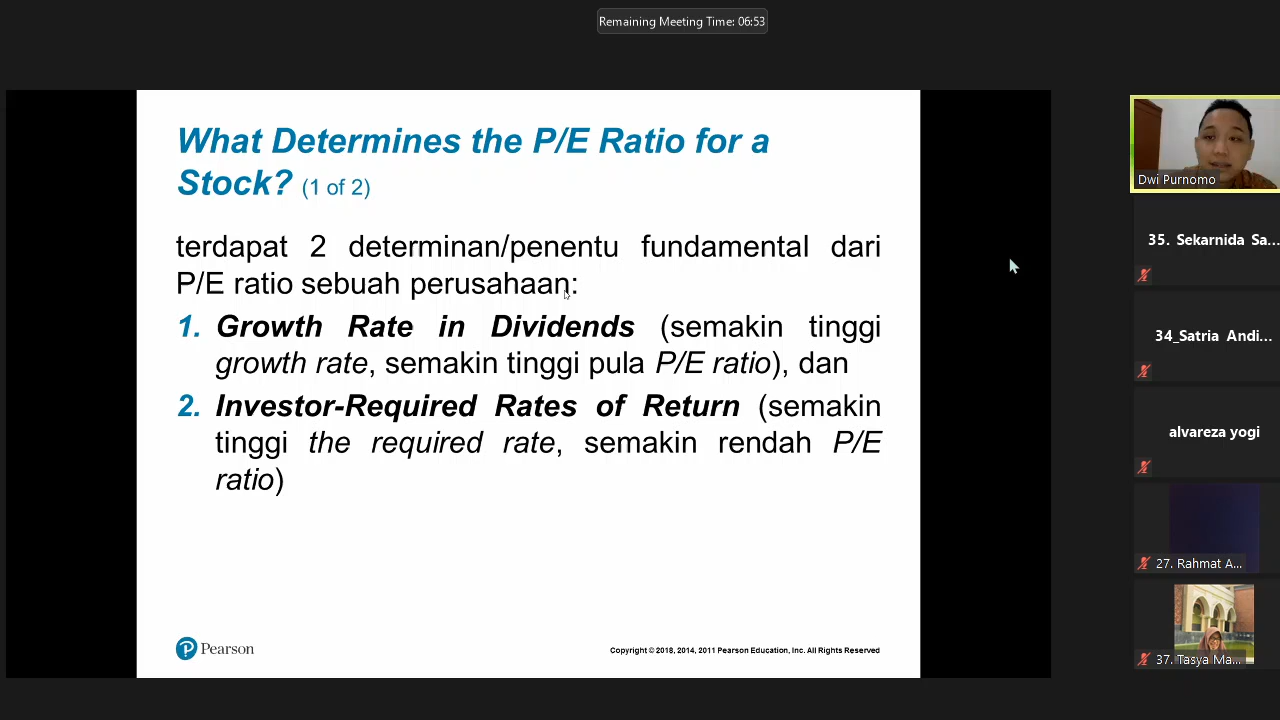 Remaining Meeting Time: 06:53
What Determines the P/E Ratio for a
Stock? (1 of 2)
terdapat 2 determinan/penentu fundamental dari
P/E ratio sebuah perusahaan:
1. Growth Rate in Dividends (semakin tinggi
growth rate, semakin tinggi pula P/E ratio), dan
2. Investor-Required Rates of Return (semakin
tinggi the required rate, semakin rendah P/E
ratio)
Pearson
Copyright © 2018, 2014, 2011 Pearson Education, Inc. All Rights Reserved
Dwi Purnomo
35. Sekarnida Sa...
34_Satria Andi...
alvareza yogi
27. Rahmat A...
37. Tasya Ma...